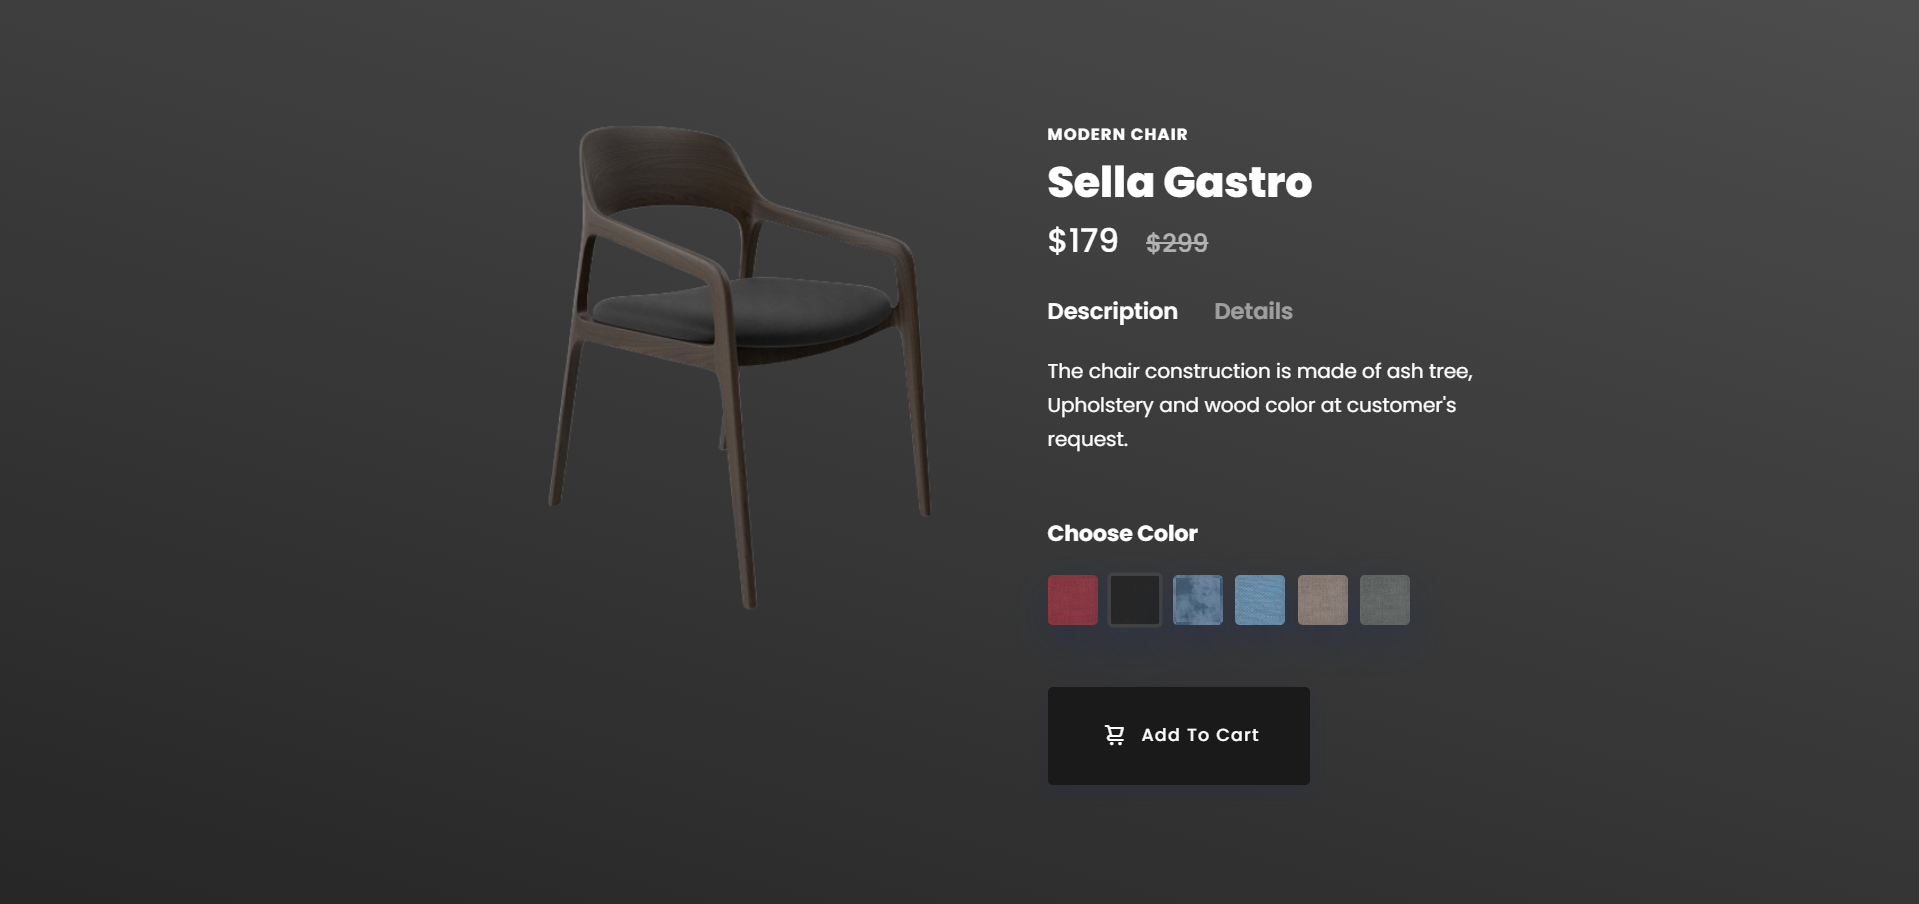 MODERN CHAIR
Sella Gastro
$179 $299
Description Details
The chair construction is made of ash tree,
Upholstery and wood color at customer's
request.
Choose Color
Add To Cart